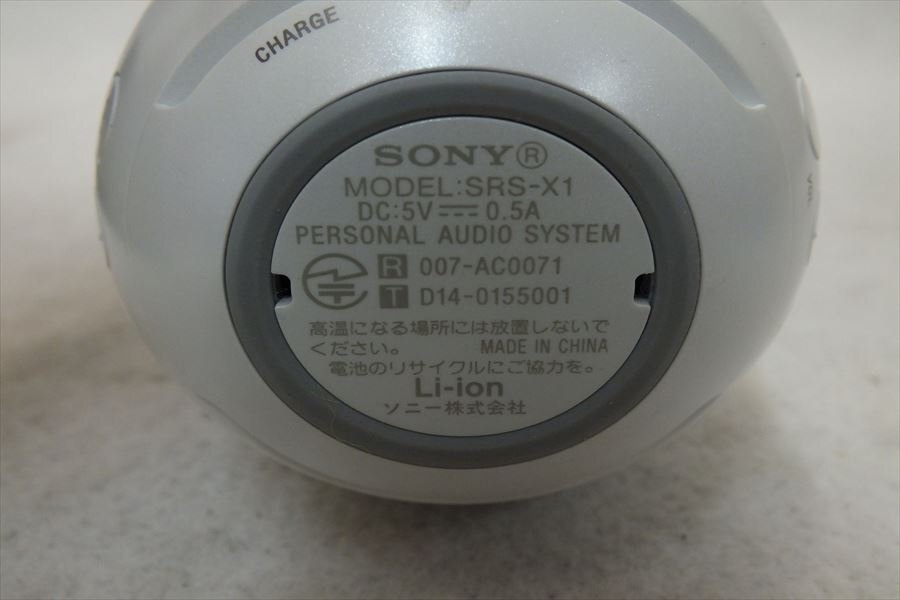 CHARGE
SONY®
MODEL:SRS-X1
DC:5V⎓0.5A
PERSONAL AUDIO SYSTEM
R 007-AC0071
T D14-0155001
高温になる場所には放置しないで
ください。 MADE IN CHINA
電池のリサイクルにご協力を。
Li-ion
ソニー株式会社
VOL